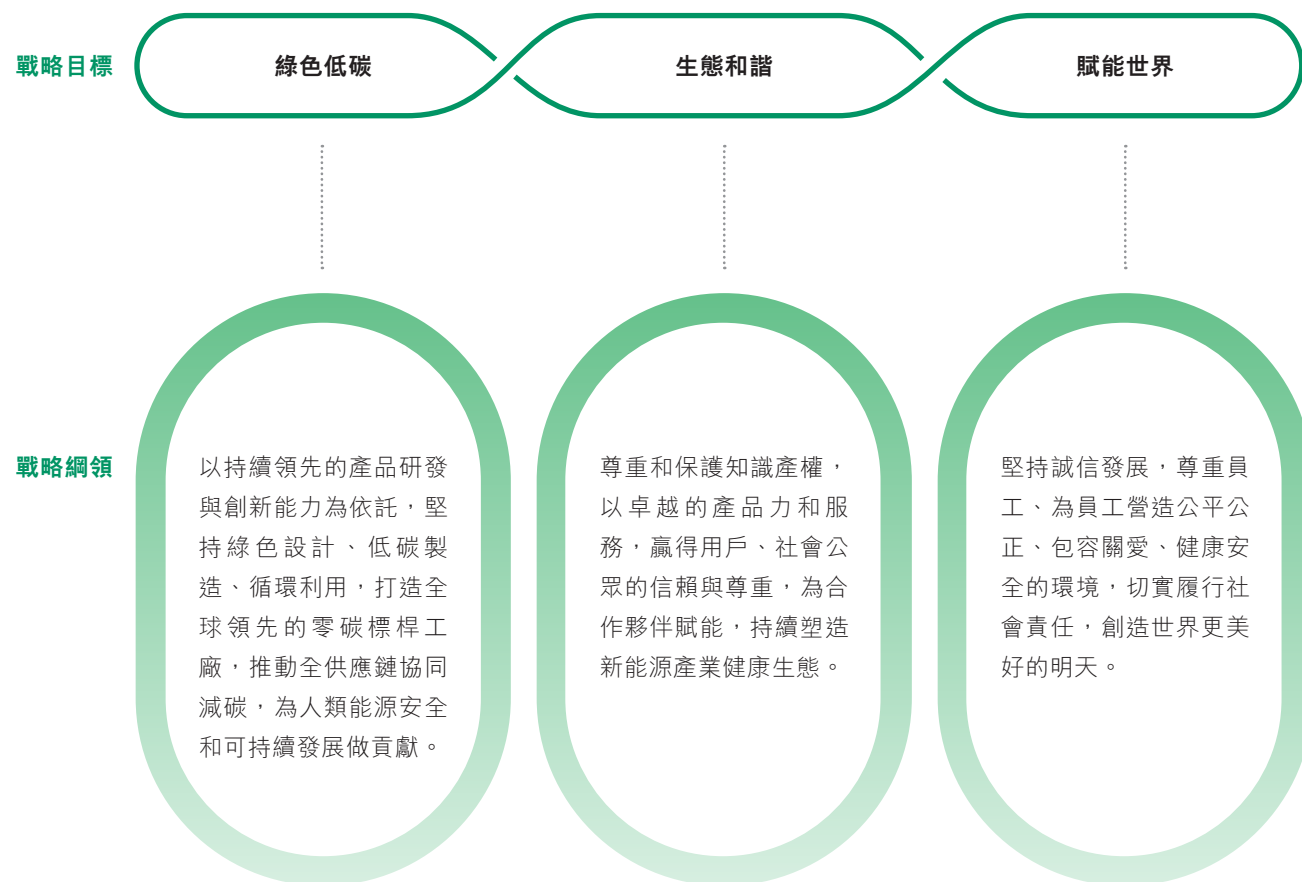 戰略目標
綠色低碳
生態和諧
賦能世界
戰略綱領
以持續領先的產品研發
與創新能力為依託，堅
持綠色設計、低碳製
造、循環利用，打造全
球領先的零碳標桿工
廠，推動全供應鏈協同
減碳，為人類能源安全
和可持續發展做貢獻。
尊重和保護知識產權，
以卓越的產品力和服
務，贏得用戶、社會公
眾的信賴與尊重，為合
作夥伴賦能，持續塑造
新能源產業健康生態。
堅持誠信發展，尊重員
工、為員工營造公平公
正、包容關愛、健康安
全的環境，切實履行社
會責任，創造世界更美
好的明天。